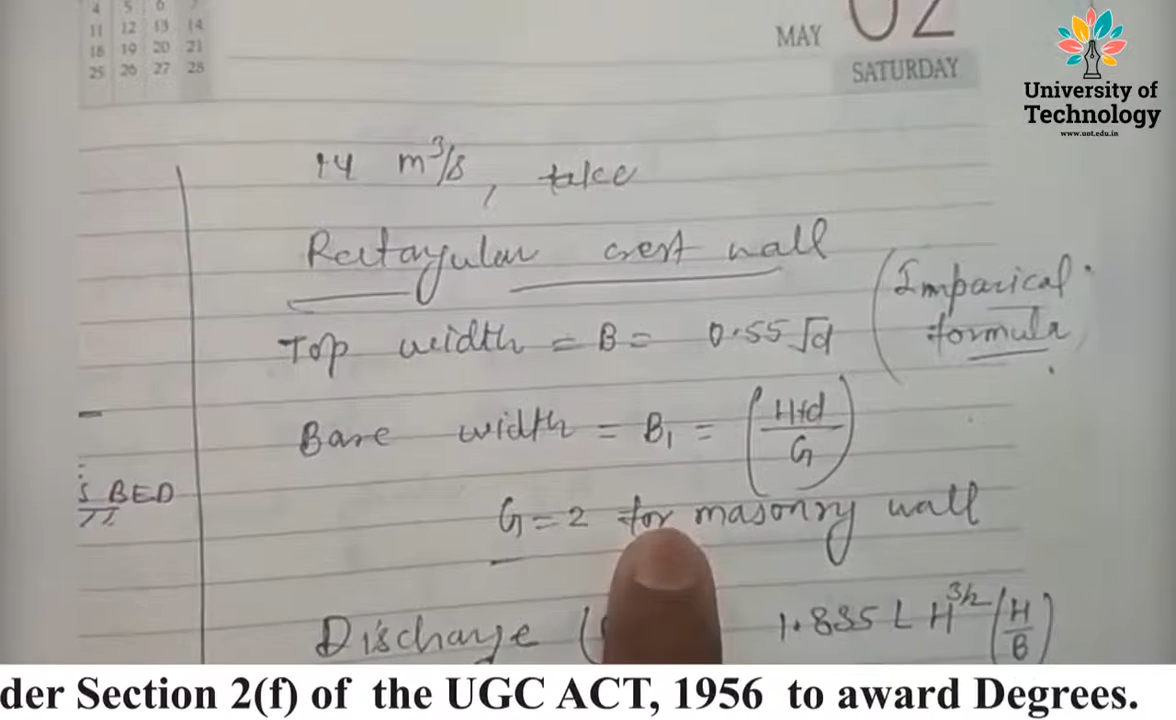 4 5 6 7
11 12 13 14
18 19 20 21
25 26 27 28
MAY 02
SATURDAY
University of
Technology
www.uot.edu.in
14 m³/s, take
Rectangular crest wall
Top width = B = 0.55 √d (Imparical formula
Base width = B₁ = (H+d/G)
BED
G = 2 for masonry wall
Discharge ( 1.835 L H^3/2 (H/B)
der Section 2(f) of the UGC ACT, 1956 to award Degrees.